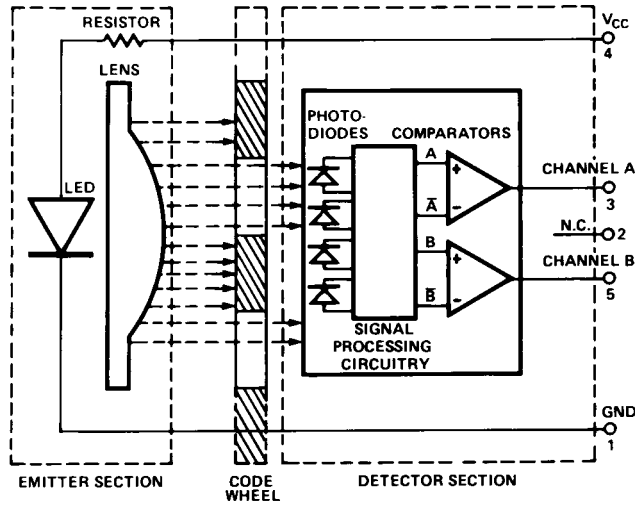 RESISTOR
VCC
4
LENS
PHOTO-
DIODES
COMPARATORS
A
+
CHANNEL A
3
LED
A̅
–
N.C.
2
B
+
CHANNEL B
5
B̅
–
SIGNAL
PROCESSING
CIRCUITRY
GND
1
EMITTER SECTION
CODE
WHEEL
DETECTOR SECTION